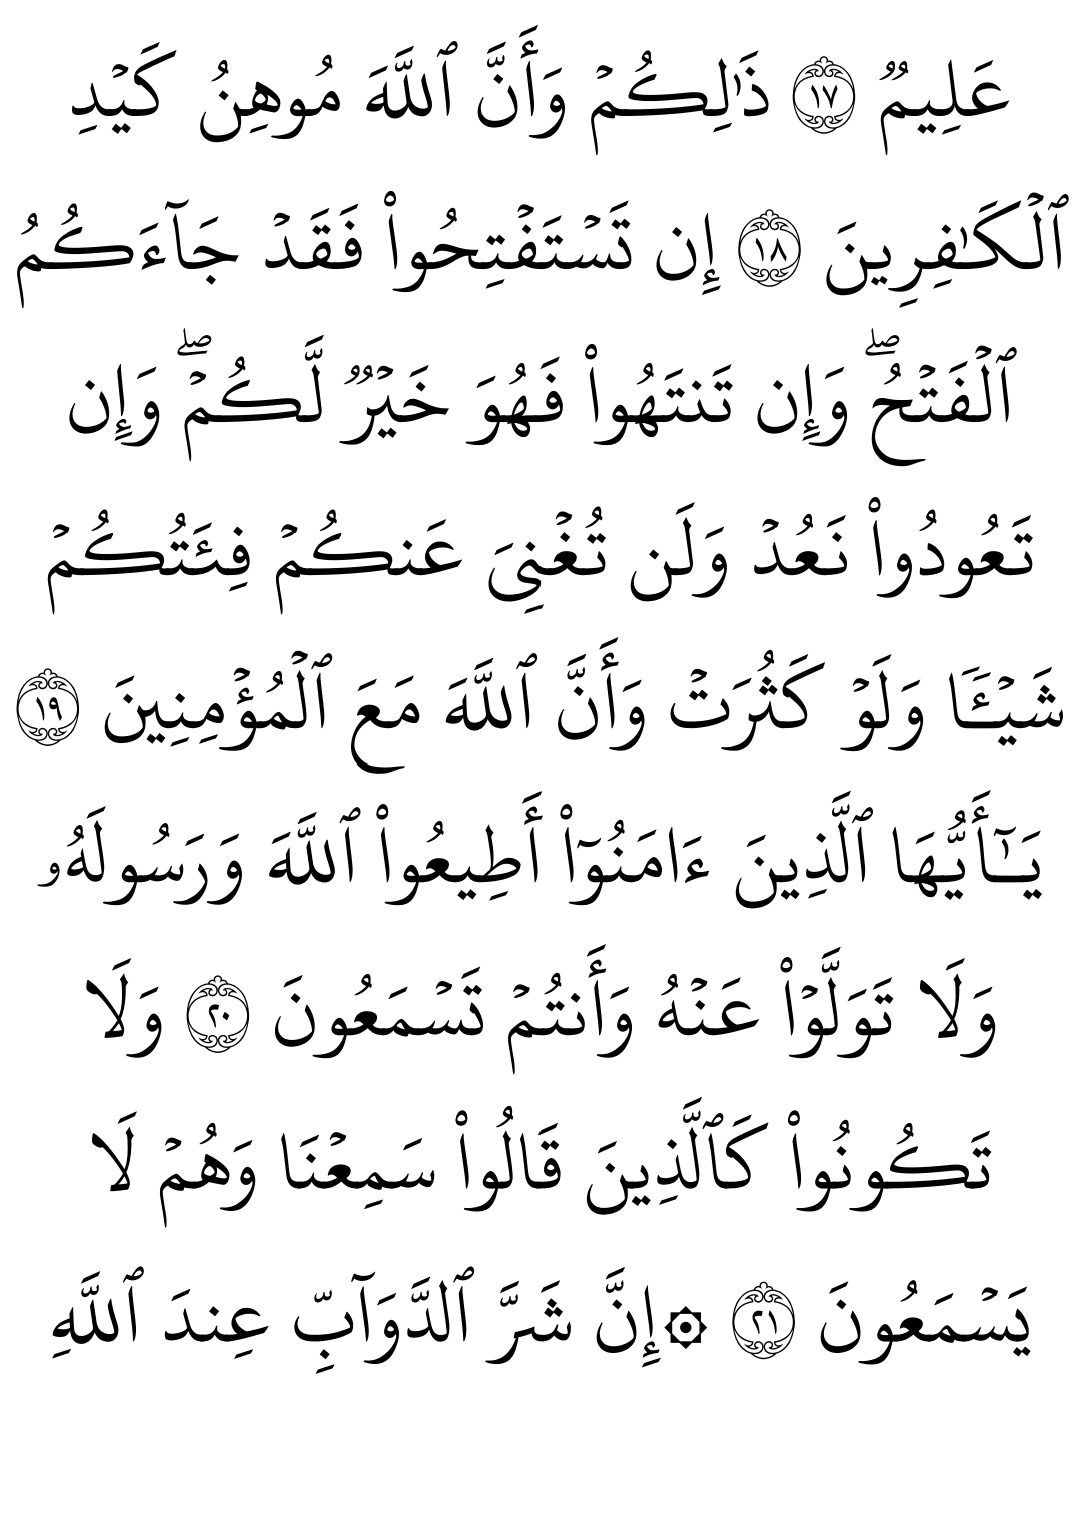 عَلِيمٌ ١٧ ذَٰلِكُمۡ وَأَنَّ ٱللَّهَ مُوهِنُ كَيۡدِ
ٱلۡكَٰفِرِينَ ١٨ إِن تَسۡتَفۡتِحُواْ فَقَدۡ جَآءَكُمُ
ٱلۡفَتۡحُۖ وَإِن تَنتَهُواْ فَهُوَ خَيۡرٌ لَّكُمۡۖ وَإِن
تَعُودُواْ نَعُدۡ وَلَن تُغۡنِيَ عَنكُمۡ فِئَتُكُمۡ
شَيۡـٔٗا وَلَوۡ كَثُرَتۡ وَأَنَّ ٱللَّهَ مَعَ ٱلۡمُؤۡمِنِينَ ١٩
يَـٰٓأَيُّهَا ٱلَّذِينَ ءَامَنُوٓاْ أَطِيعُواْ ٱللَّهَ وَرَسُولَهُۥ
وَلَا تَوَلَّوۡاْ عَنۡهُ وَأَنتُمۡ تَسۡمَعُونَ ٢٠ وَلَا
تَكُونُواْ كَٱلَّذِينَ قَالُواْ سَمِعۡنَا وَهُمۡ لَا
يَسۡمَعُونَ ٢١ ۞إِنَّ شَرَّ ٱلدَّوَآبِّ عِندَ ٱللَّهِ